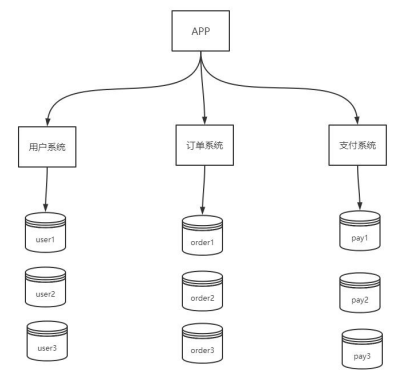 APP
用户系统
订单系统
支付系统
user1
order1
pay1
user2
order2
pay2
user3
order3
pay3